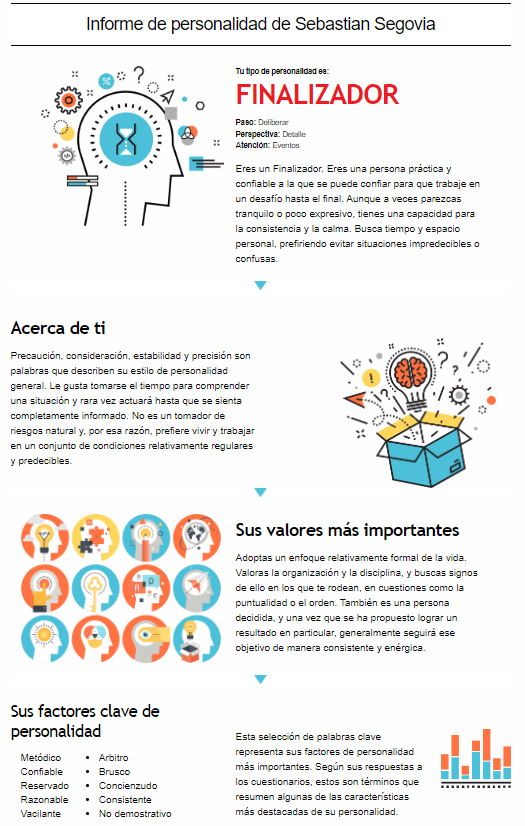 Informe de personalidad de Sebastian Segovia
Tu tipo de personalidad es:
FINALIZADOR
Paso: Deliberar
Perspectiva: Detalle
Atención: Eventos
Eres un Finalizador. Eres una persona práctica y
confiable a la que se puede confiar para que trabaje en
un desafío hasta el final. Aunque a veces parezcas
tranquilo o poco expresivo, tienes una capacidad para
la consistencia y la calma. Busca tiempo y espacio
personal, prefiriendo evitar situaciones impredecibles o
confusas.
Acerca de ti
Precaución, consideración, estabilidad y precisión son
palabras que describen su estilo de personalidad
general. Le gusta tomarse el tiempo para comprender
una situación y rara vez actuará hasta que se sienta
completamente informado. No es un tomador de
riesgos natural y, por esa razón, prefiere vivir y trabajar
en un conjunto de condiciones relativamente regulares
y predecibles.
Sus valores más importantes
Adoptas un enfoque relativamente formal de la vida.
Valoras la organización y la disciplina, y buscas signos
de ello en los que te rodean, en cuestiones como la
puntualidad o el orden. También es una persona
decidida, y una vez que se ha propuesto lograr un
resultado en particular, generalmente seguirá ese
objetivo de manera consistente y enérgica.
Sus factores clave de
personalidad
Metódico
Confiable
Reservado
Razonable
Vacilante
• Arbitro
• Brusco
• Concienzudo
• Consistente
• No demostrativo
Esta selección de palabras clave
representa sus factores de personalidad
más importantes. Según sus respuestas a
los cuestionarios, estos son términos que
resumen algunas de las características
más destacadas de su personalidad.